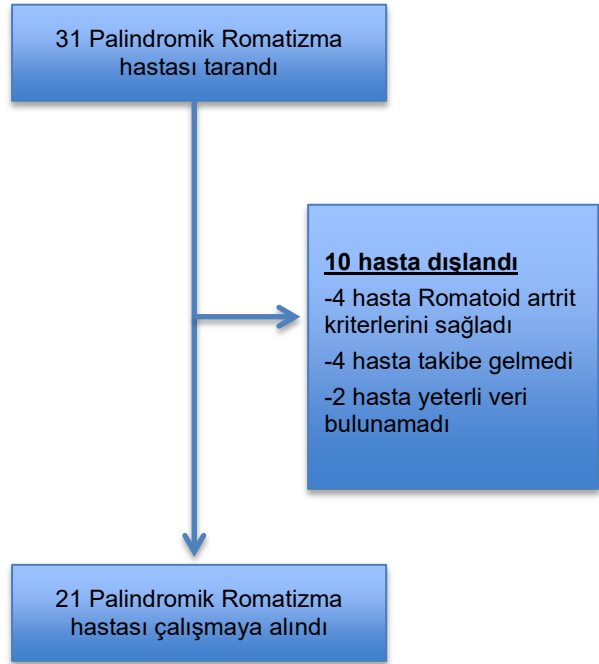 31 Palindromik Romatizma
hastası tarandı
10 hasta dışlandı
-4 hasta Romatoid artrit
kriterlerini sağladı
-4 hasta takibe gelmedi
-2 hasta yeterli veri
bulunamadı
21 Palindromik Romatizma
hastası çalışmaya alındı